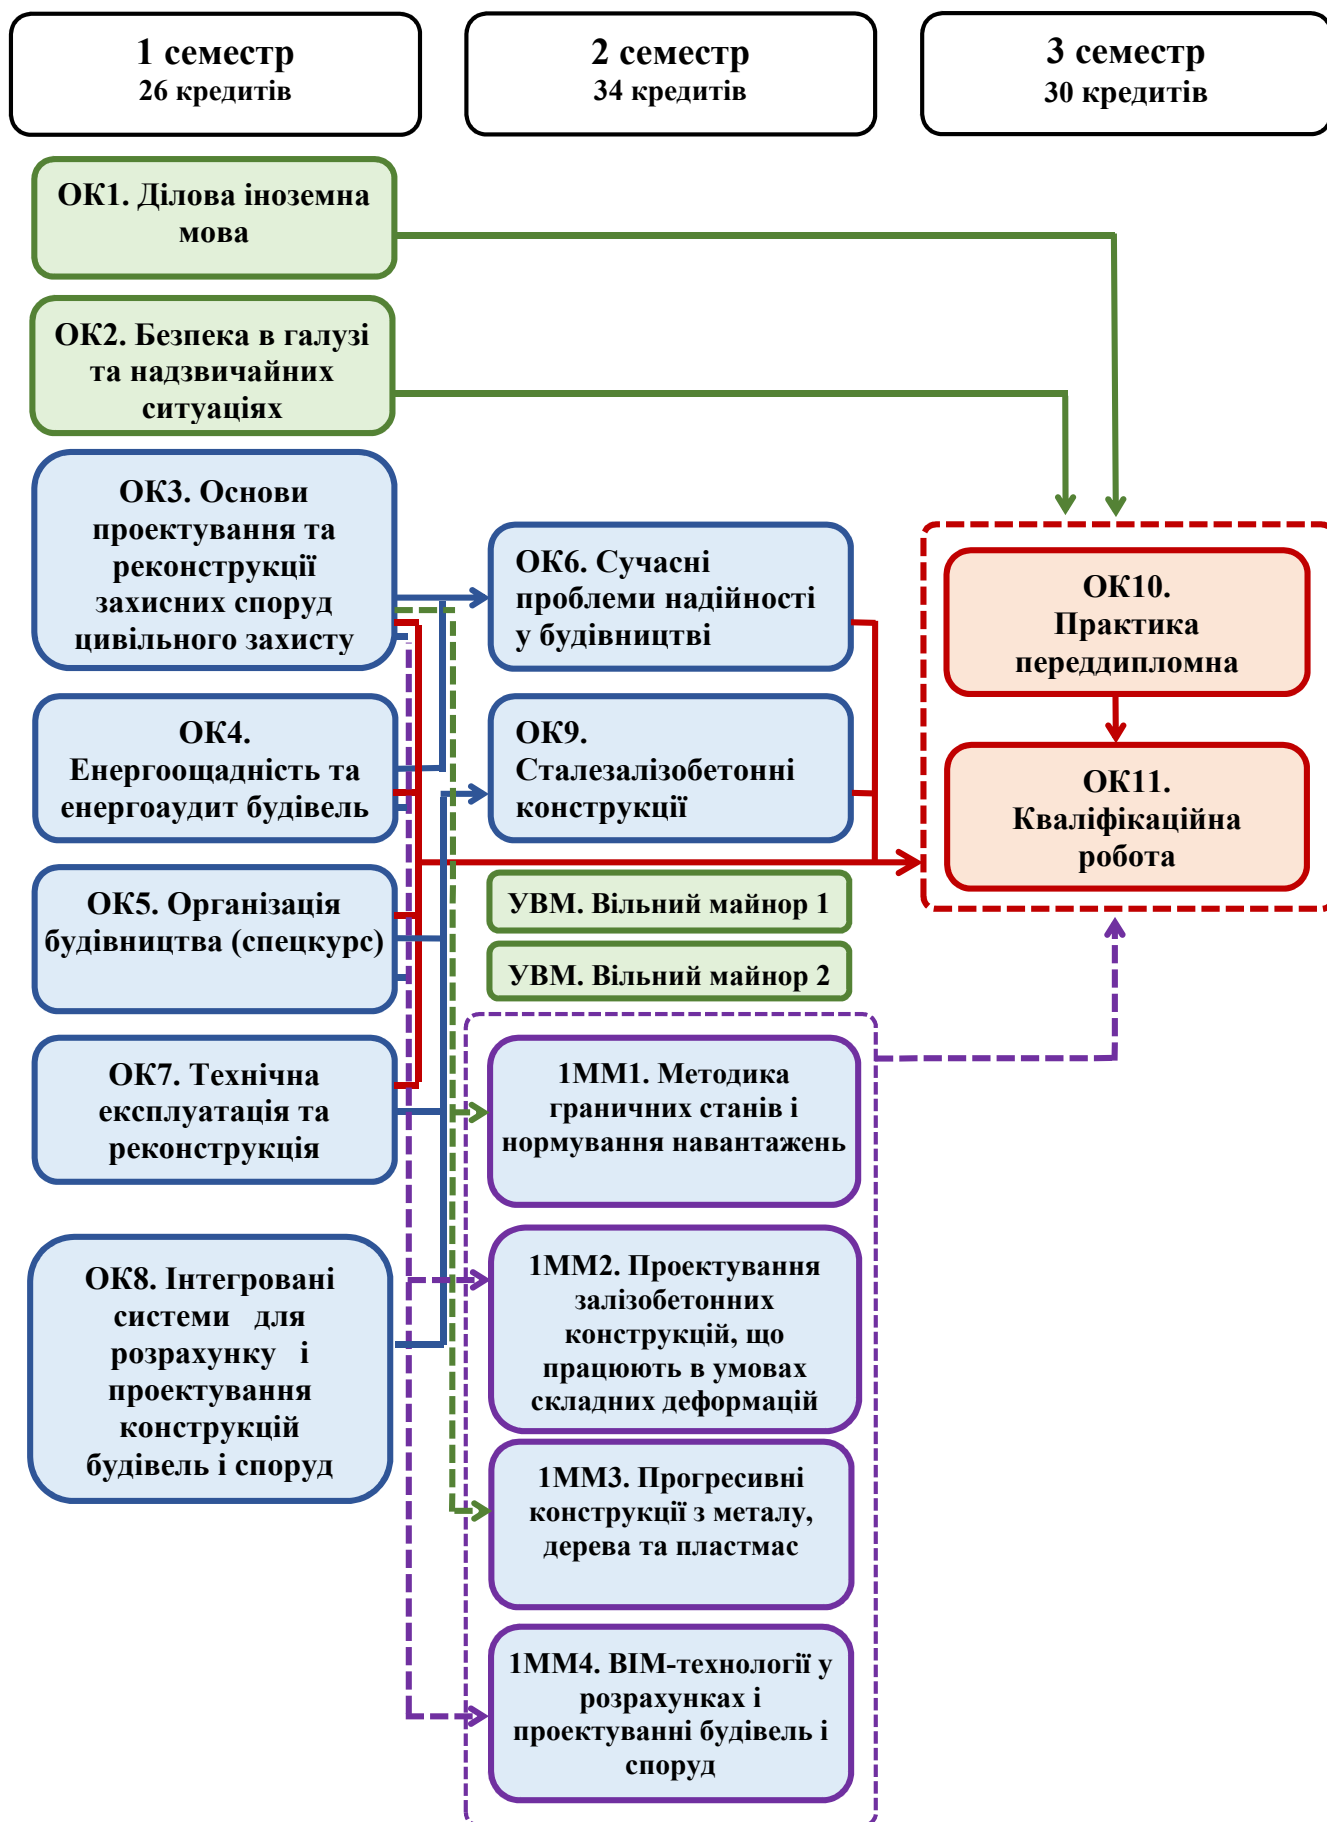 1 семестр
26 кредитів
2 семестр
34 кредитів
3 семестр
30 кредитів
ОК1. Ділова іноземна
мова
ОК2. Безпека в галузі
та надзвичайних
ситуаціях
ОК3. Основи
проектування та
реконструкції
захисних споруд
цивільного захисту
ОК4.
Енергоощадність та
енергоаудит будівель
ОК5. Організація
будівництва (спецкурс)
ОК7. Технічна
експлуатація та
реконструкція
ОК8. Інтегровані
системи для
розрахунку і
проектування
конструкцій
будівель і споруд
ОК6. Сучасні
проблеми надійності
у будівництві
ОК9.
Сталезалізобетонні
конструкції
УВМ. Вільний майнор 1
УВМ. Вільний майнор 2
1ММ1. Методика
граничних станів і
нормування навантажень
1ММ2. Проектування
залізобетонних
конструкцій, що
працюють в умовах
складних деформацій
1ММ3. Прогресивні
конструкції з металу,
дерева та пластмас
1ММ4. BIM-технології у
розрахунках і
проектуванні будівель і
споруд
ОК10.
Практика
переддипломна
ОК11.
Кваліфікаційна
робота